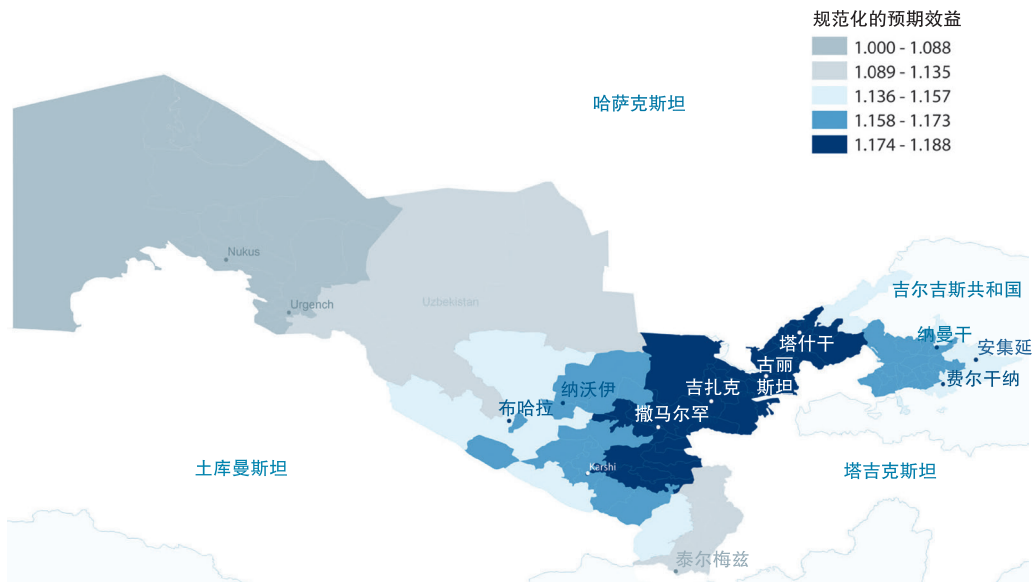 规范化的预期效益
1.000 - 1.088
1.089 - 1.135
1.136 - 1.157
1.158 - 1.173
1.174 - 1.188
哈萨克斯坦
Nukus
Urgench
Uzbekistan
吉尔吉斯共和国
纳曼干
安集延
费尔干纳
塔什干
古丽
斯坦
吉扎克
撒马尔罕
纳沃伊
布哈拉
Kershi
土库曼斯坦
塔吉克斯坦
泰尔梅兹